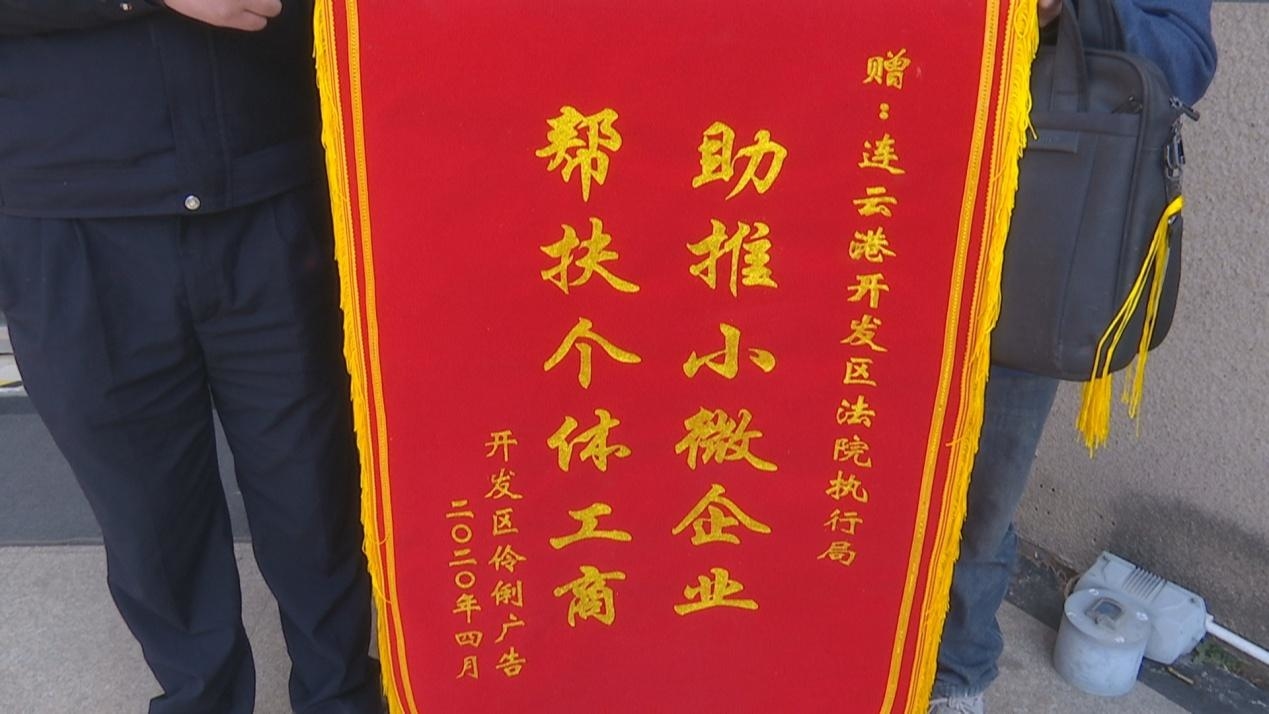 赠：连云港开发区法院执行局
助推小微企业
帮扶个体工商
开发区伶俐广告
二〇二〇年四月